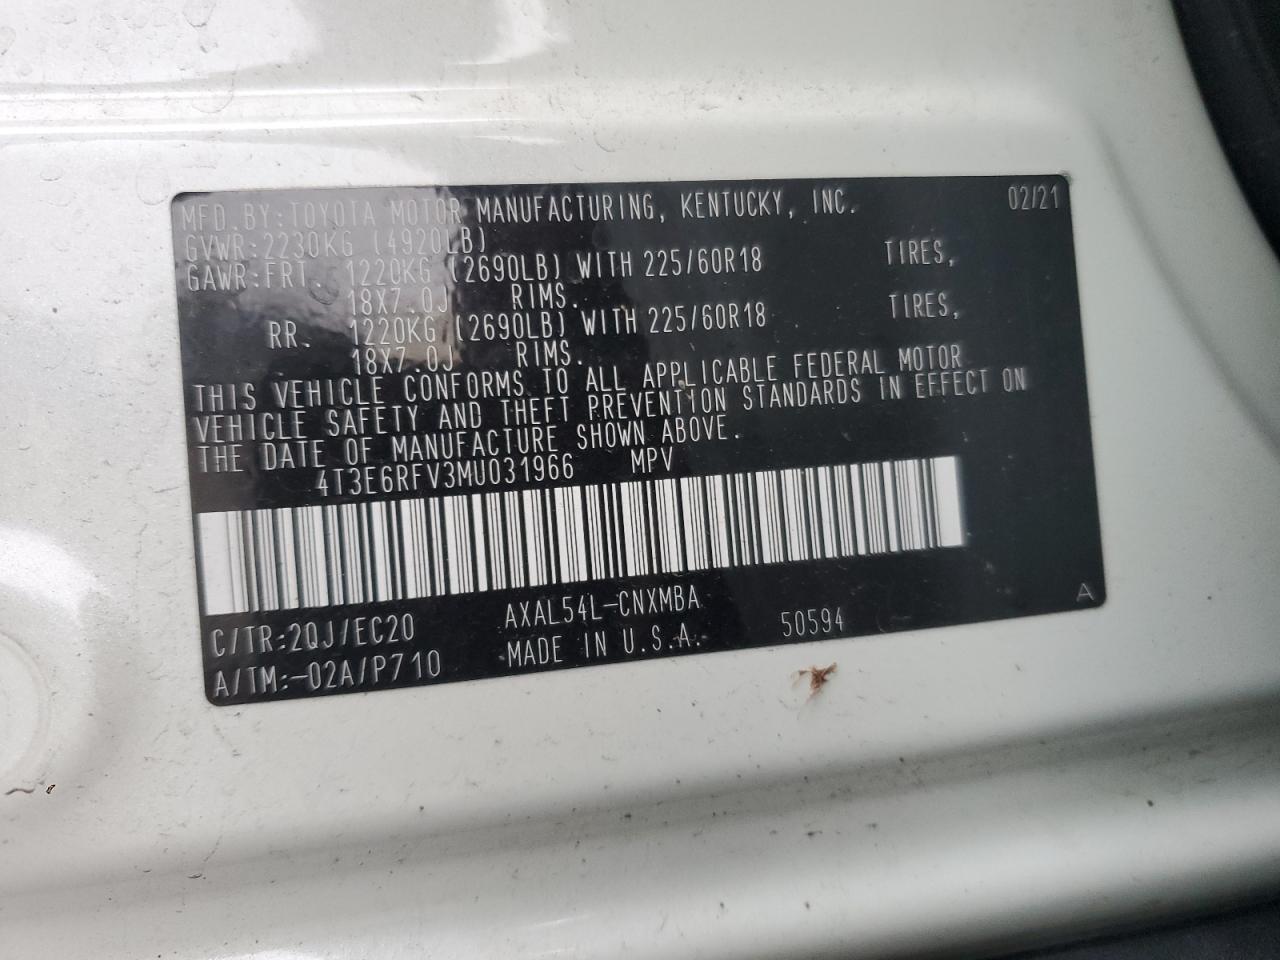 MFD.BY:TOYOTA MOTOR MANUFACTURING, KENTUCKY, INC. 02/21
GVWR:2230KG (4920LB)
GAWR:FRT. 1220KG (2690LB) WITH 225/60R18 TIRES,
18X7.0J RIMS.
RR. 1220KG (2690LB) WITH 225/60R18 TIRES,
18X7.0J RIMS.
THIS VEHICLE CONFORMS TO ALL APPLICABLE FEDERAL MOTOR
VEHICLE SAFETY AND THEFT PREVENTION STANDARDS IN EFFECT ON
THE DATE OF MANUFACTURE SHOWN ABOVE.
4T3E6RFV3MU031966 MPV
C/TR:2QJ/EC20 AXAL54L-CNXMBA 50594 A
A/TM:-02A/P710 MADE IN U.S.A.